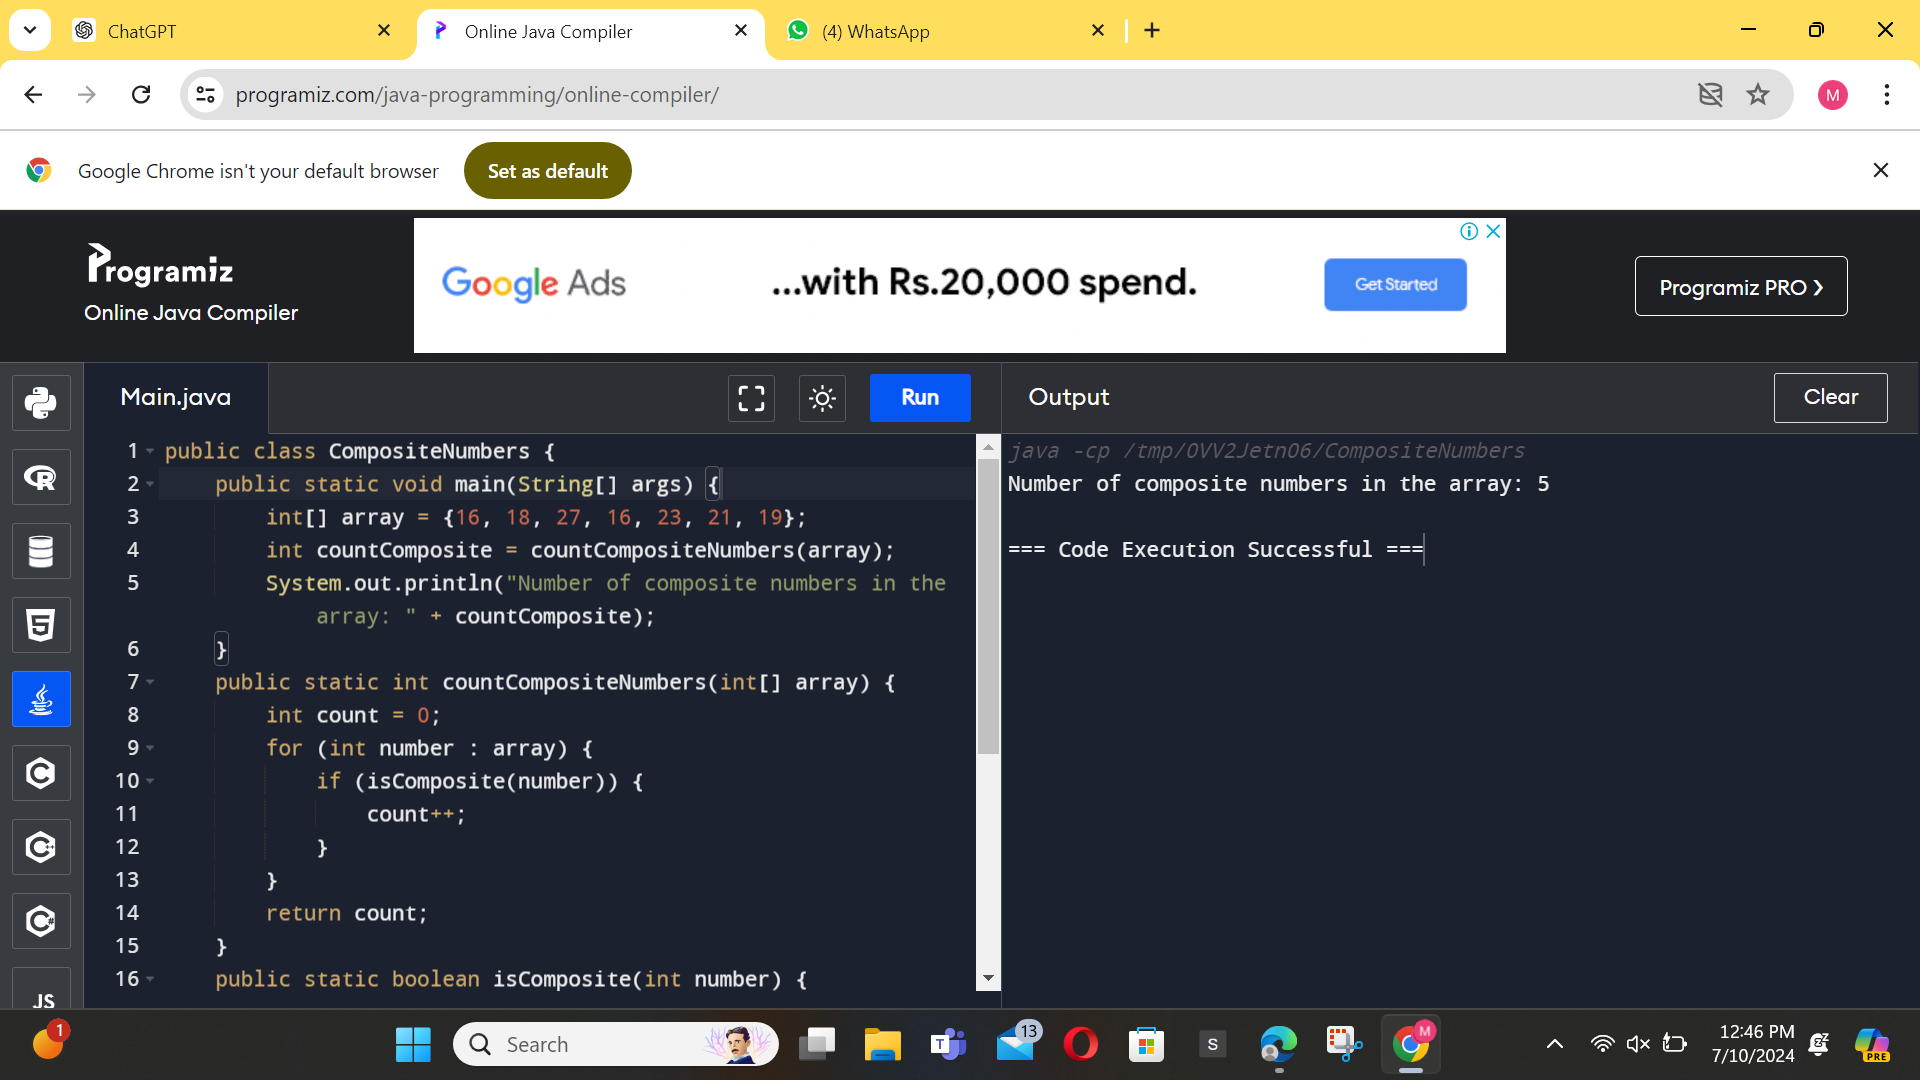 ChatGPT
Online Java Compiler
(4) WhatsApp
programiz.com/java-programming/online-compiler/
M
Google Chrome isn't your default browser
Set as default
Programiz
Online Java Compiler
Google Ads
...with Rs.20,000 spend.
Get Started
Programiz PRO ❯
Main.java
Run
Output
Clear
1 public class CompositeNumbers {
2 public static void main(String[] args) {
3 int[] array = {16, 18, 27, 16, 23, 21, 19};
4 int countComposite = countCompositeNumbers(array);
5 System.out.println("Number of composite numbers in the
array: " + countComposite);
6 }
7 public static int countCompositeNumbers(int[] array) {
8 int count = 0;
9 for (int number : array) {
10 if (isComposite(number)) {
11 count++;
12 }
13 }
14 return count;
15 }
16 public static boolean isComposite(int number) {
java -cp /tmp/OVV2JetnO6/CompositeNumbers
Number of composite numbers in the array: 5
=== Code Execution Successful ===
R
5
C
C++
C#
JS
1
Search
T
13
S
M
12:46 PM
7/10/2024
PRE